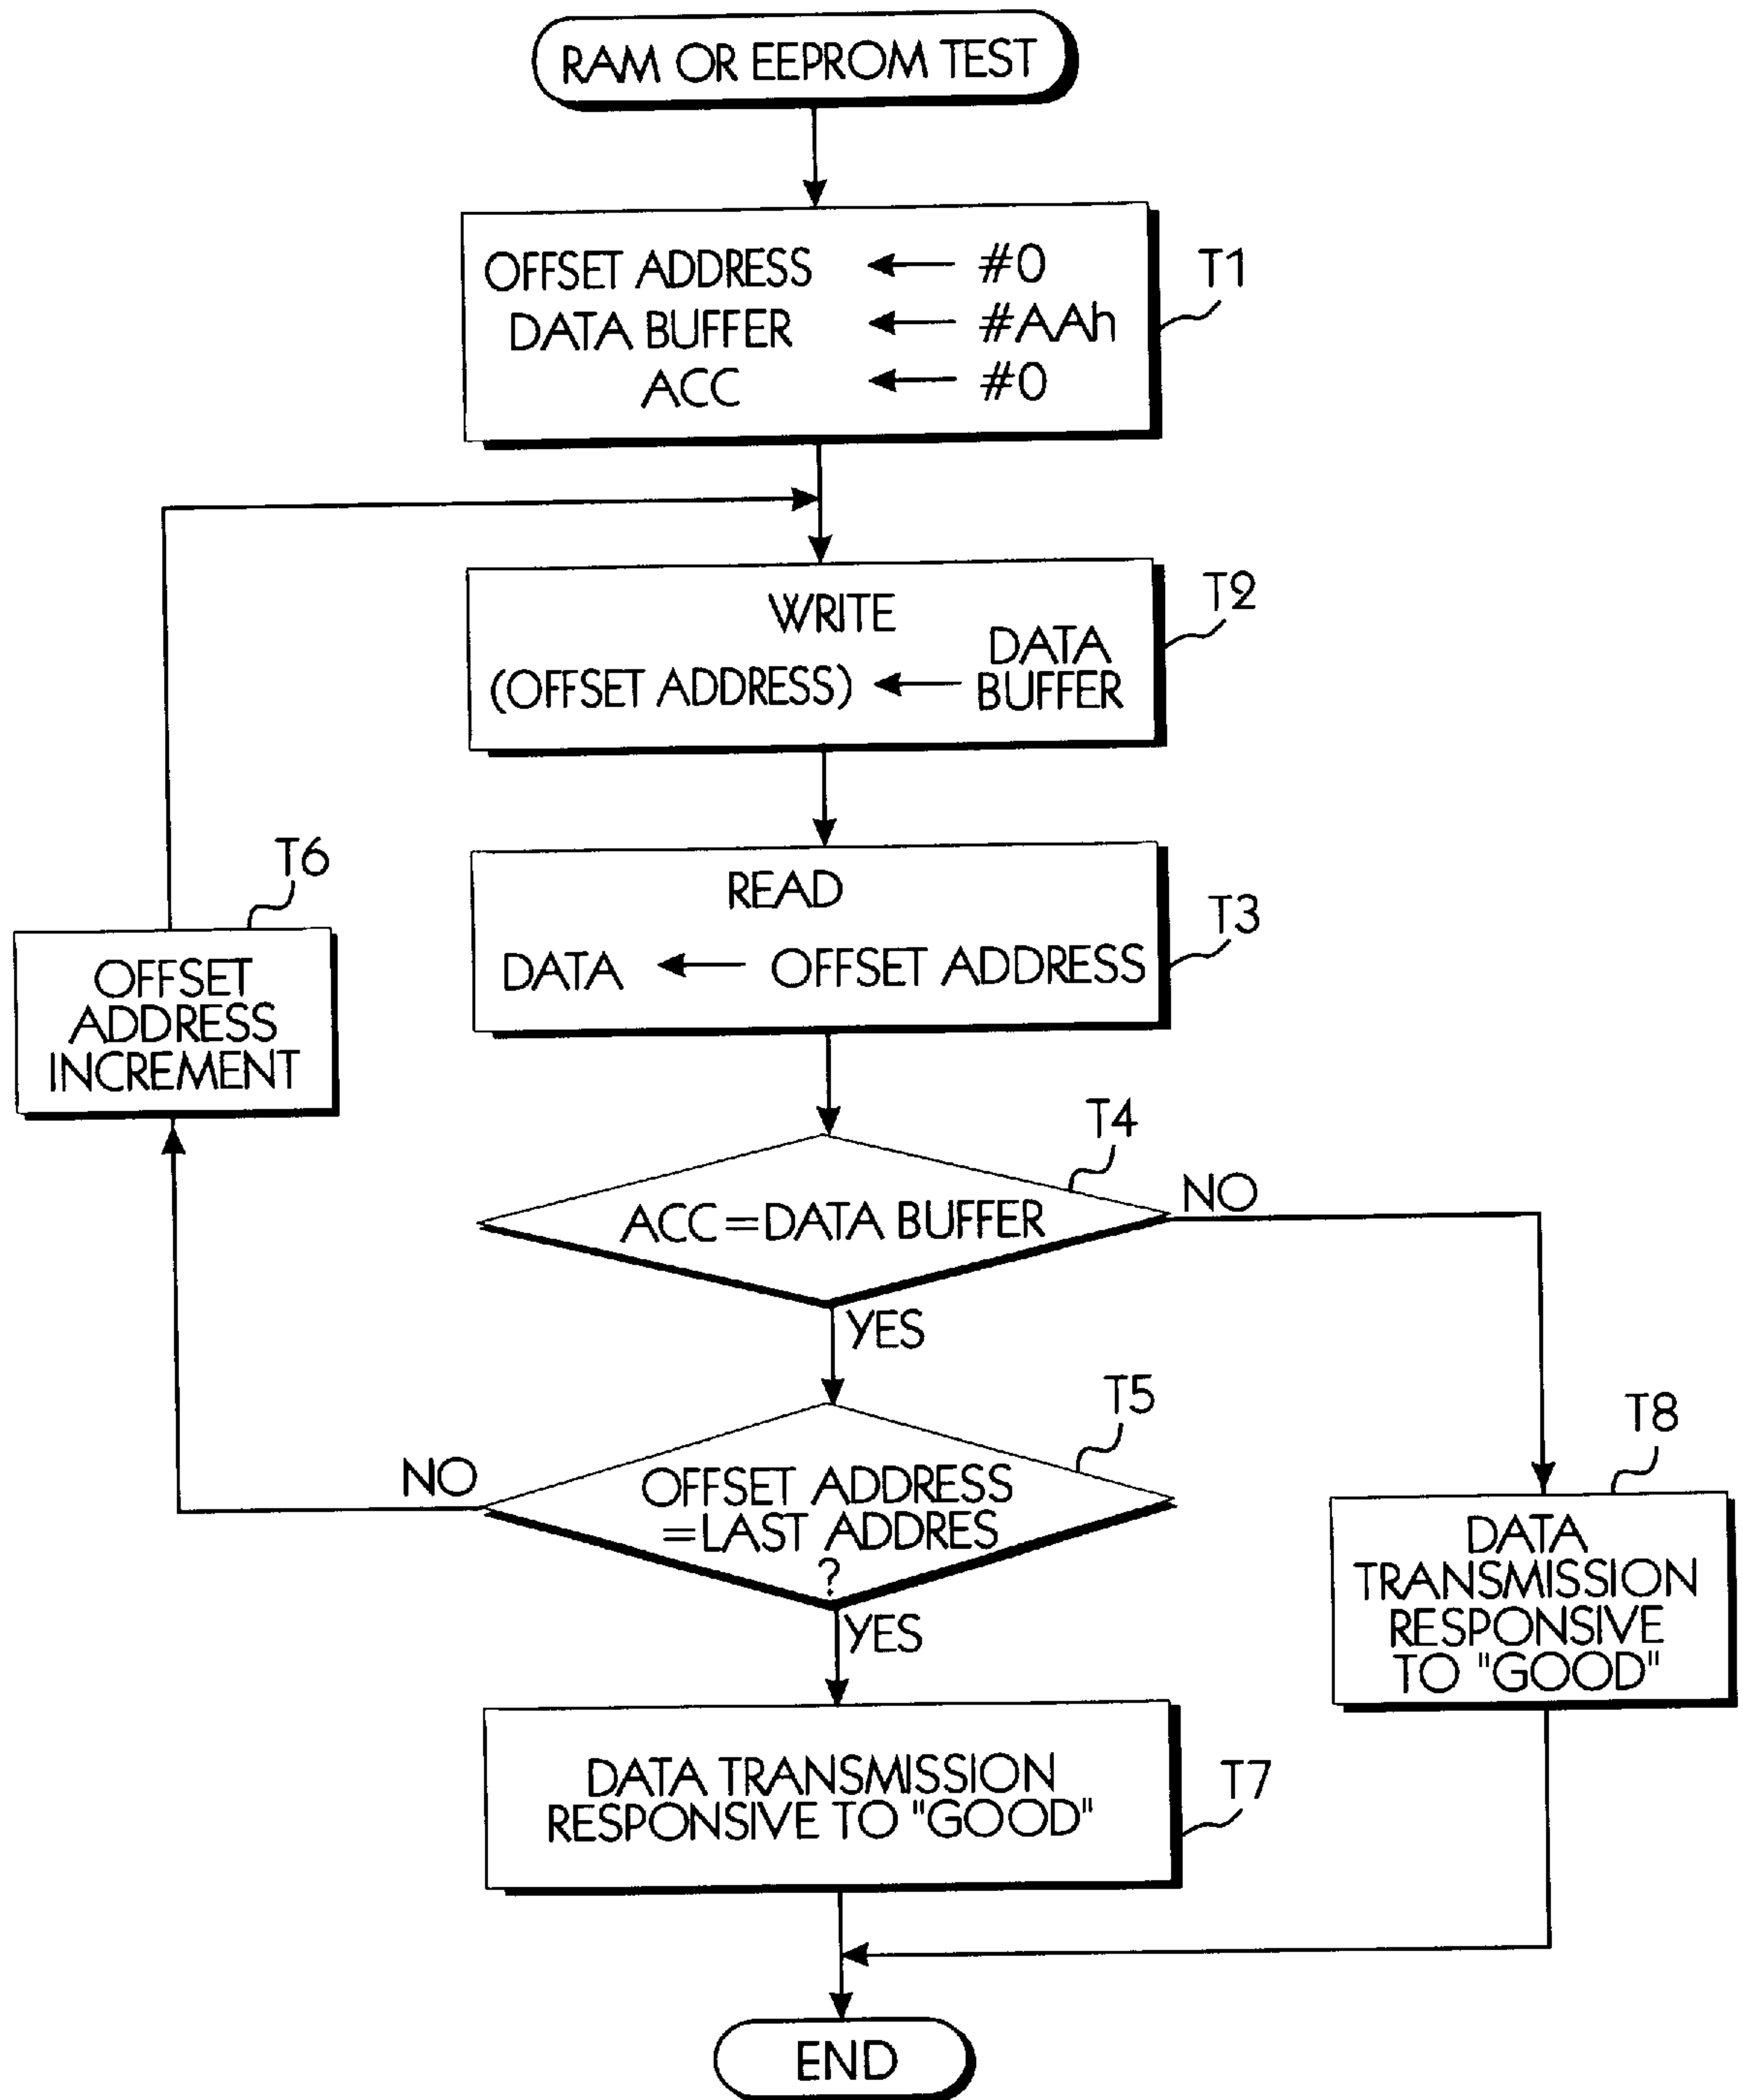 RAM OR EEPROM TEST
OFFSET ADDRESS ← #0
DATA BUFFER ← #AAh
ACC ← #0
T1
WRITE
(OFFSET ADDRESS) ← DATA BUFFER
T2
READ
DATA ← OFFSET ADDRESS
T3
T6
OFFSET
ADDRESS
INCREMENT
T4
ACC=DATA BUFFER
NO
YES
T5
NO
OFFSET ADDRESS
=LAST ADDRES
?
YES
T8
DATA
TRANSMISSION
RESPONSIVE
TO "GOOD"
DATA TRANSMISSION
RESPONSIVE TO "GOOD"
T7
END